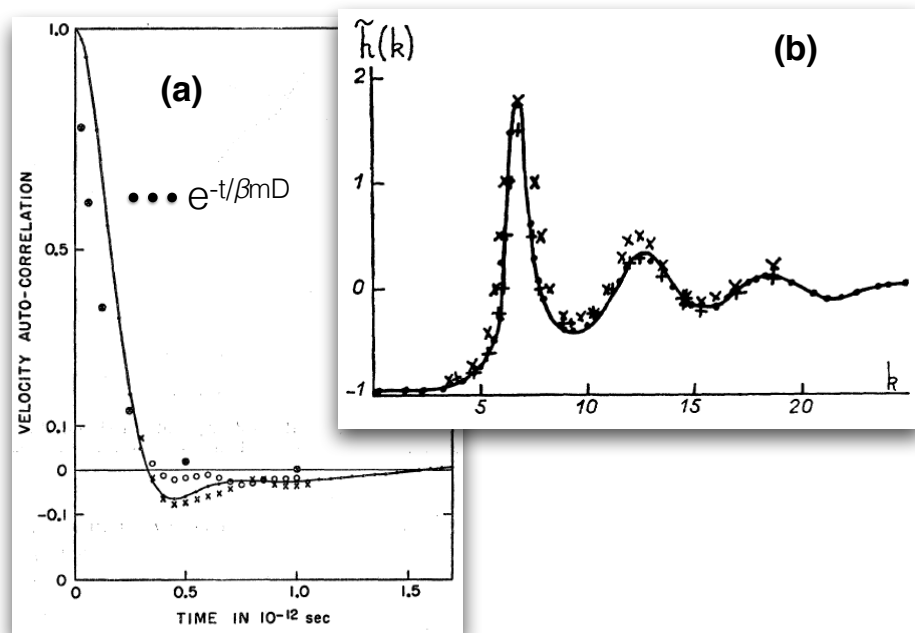 (a)
e-t/βmD
VELOCITY AUTO-CORRELATION
1.0
0.5
0.1
0
-0.1
0
0
0.5
1.0
1.5
TIME IN 10-12 sec
(b)
h̃(k)
2
1
0
-1
5
10
15
20
k